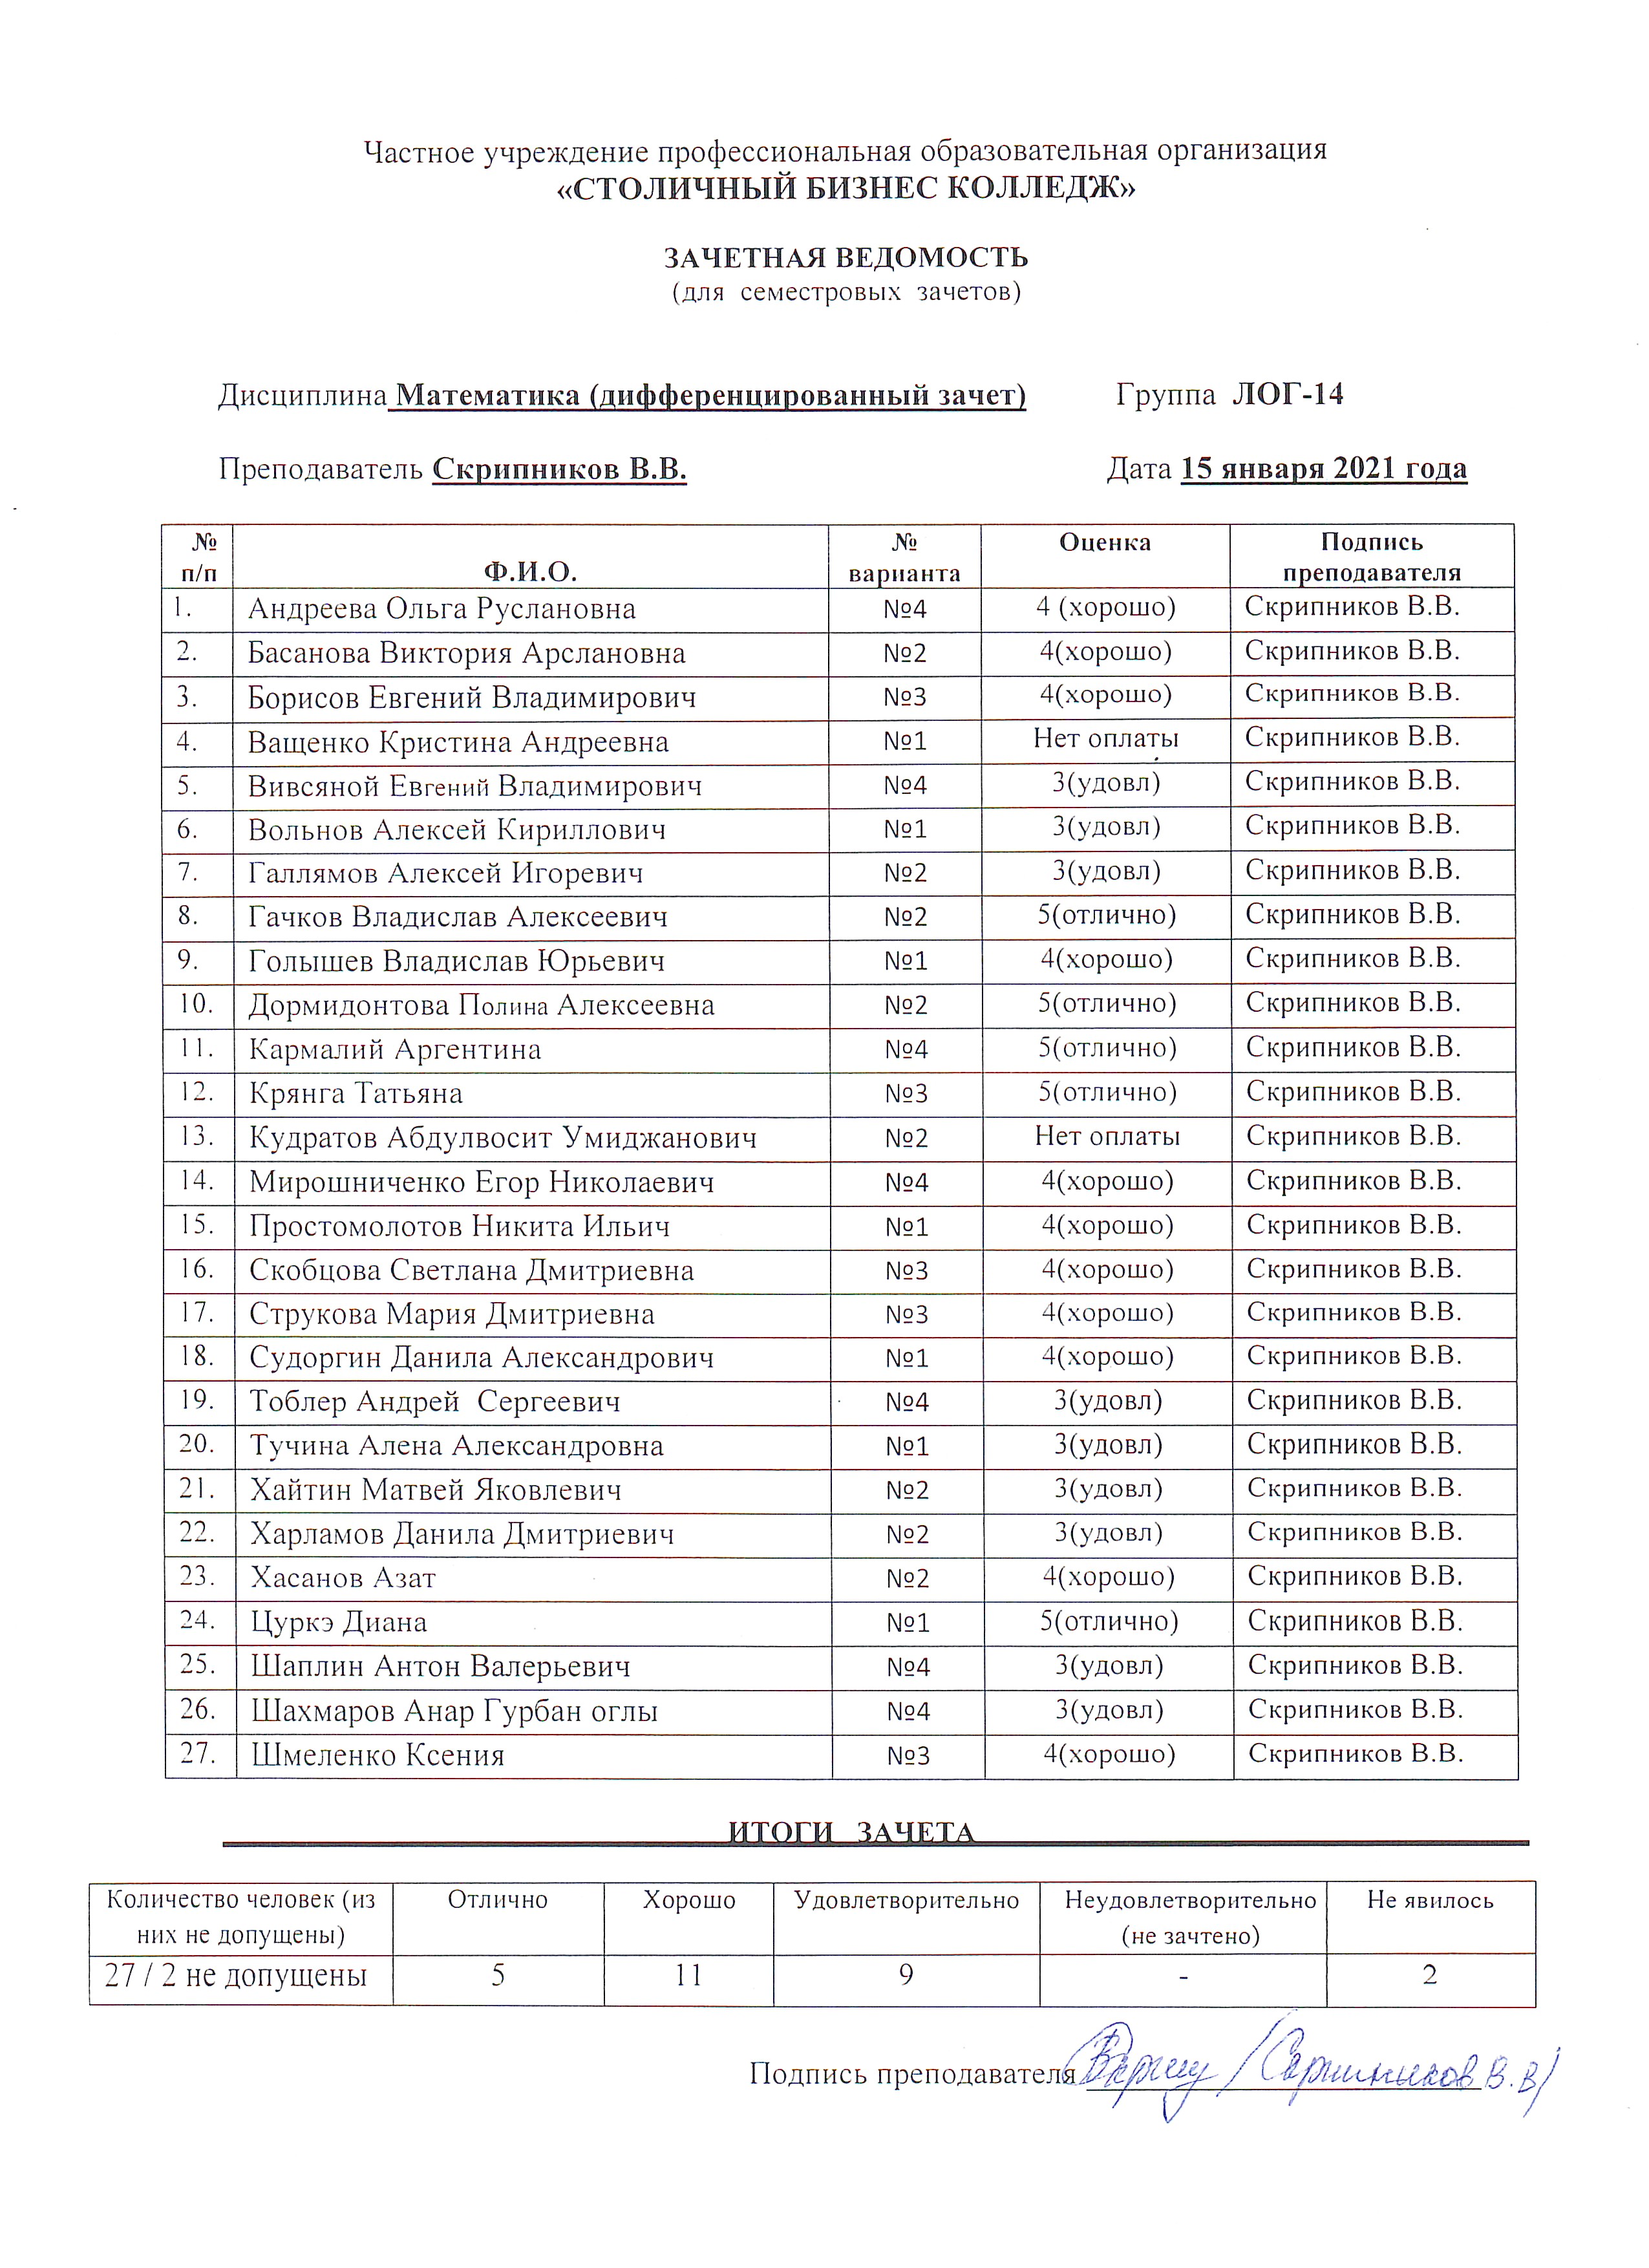 Частное учреждение профессиональная образовательная организация
«СТОЛИЧНЫЙ БИЗНЕС КОЛЛЕДЖ»
ЗАЧЕТНАЯ ВЕДОМОСТЬ
(для семестровых зачетов)
Дисциплина Математика (дифференцированный зачет) Группа ЛОГ-14
Преподаватель Скрипников В.В. Дата 15 января 2021 года
№ п/п Ф.И.О. № варианта Оценка Подпись преподавателя
1. Андреева Ольга Руслановна №4 4 (хорошо) Скрипников В.В.
2. Басанова Виктория Арслановна №2 4(хорошо) Скрипников В.В.
3. Борисов Евгений Владимирович №3 4(хорошо) Скрипников В.В.
4. Ващенко Кристина Андреевна №1 Нет оплаты Скрипников В.В.
5. Вивсяной Евгений Владимирович №4 3(удовл) Скрипников В.В.
6. Вольнов Алексей Кириллович №1 3(удовл) Скрипников В.В.
7. Галлямов Алексей Игоревич №2 3(удовл) Скрипников В.В.
8. Гачков Владислав Алексеевич №2 5(отлично) Скрипников В.В.
9. Голышев Владислав Юрьевич №1 4(хорошо) Скрипников В.В.
10. Дормидонтова Полина Алексеевна №2 5(отлично) Скрипников В.В.
11. Кармалий Аргентина №4 5(отлично) Скрипников В.В.
12. Крянга Татьяна №3 5(отлично) Скрипников В.В.
13. Кудратов Абдулвосит Умиджанович №2 Нет оплаты Скрипников В.В.
14. Мирошниченко Егор Николаевич №4 4(хорошо) Скрипников В.В.
15. Простомолотов Никита Ильич №1 4(хорошо) Скрипников В.В.
16. Скобцова Светлана Дмитриевна №3 4(хорошо) Скрипников В.В.
17. Струкова Мария Дмитриевна №3 4(хорошо) Скрипников В.В.
18. Судоргин Данила Александрович №1 4(хорошо) Скрипников В.В.
19. Тоблер Андрей Сергеевич №4 3(удовл) Скрипников В.В.
20. Тучина Алена Александровна №1 3(удовл) Скрипников В.В.
21. Хайтин Матвей Яковлевич №2 3(удовл) Скрипников В.В.
22. Харламов Данила Дмитриевич №2 3(удовл) Скрипников В.В.
23. Хасанов Азат №2 4(хорошо) Скрипников В.В.
24. Цуркэ Диана №1 5(отлично) Скрипников В.В.
25. Шаплин Антон Валерьевич №4 3(удовл) Скрипников В.В.
26. Шахмаров Анар Гурбан оглы №4 3(удовл) Скрипников В.В.
27. Шмеленко Ксения №3 4(хорошо) Скрипников В.В.
ИТОГИ ЗАЧЕТА
Количество человек (из них не допущены) Отлично Хорошо Удовлетворительно Неудовлетворительно (не зачтено) Не явилось
27 / 2 не допущены 5 11 9 - 2
Подпись преподавателя / Скрипников В.В/